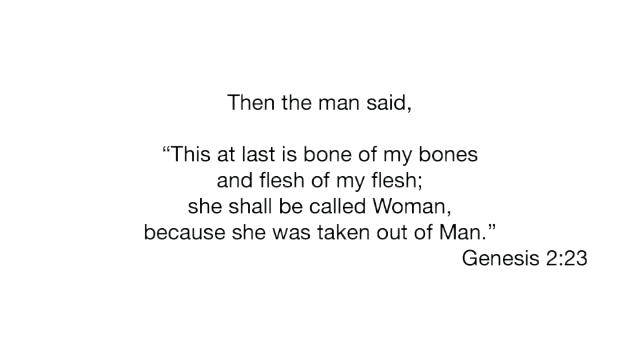 Then the man said,
“This at last is bone of my bones
and flesh of my flesh;
she shall be called Woman,
because she was taken out of Man.”
Genesis 2:23